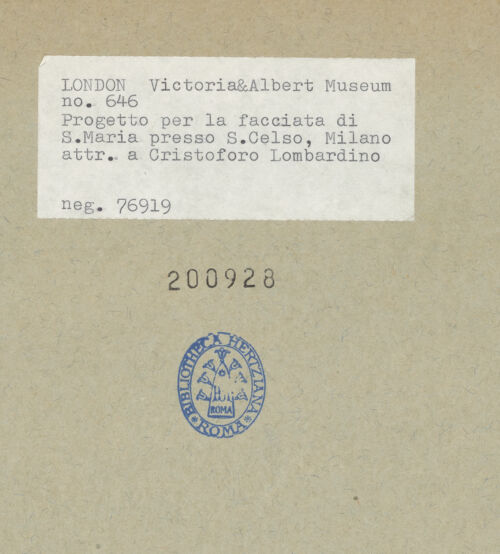 LONDON  Victoria&Albert Museum
no. 646
Progetto per la facciata di
S.Maria presso S.Celso, Milano
attr. a Cristoforo Lombardino
neg. 76919
200928
BIBLIOTHECA HERTZIANA
ROMA
* ROMA *